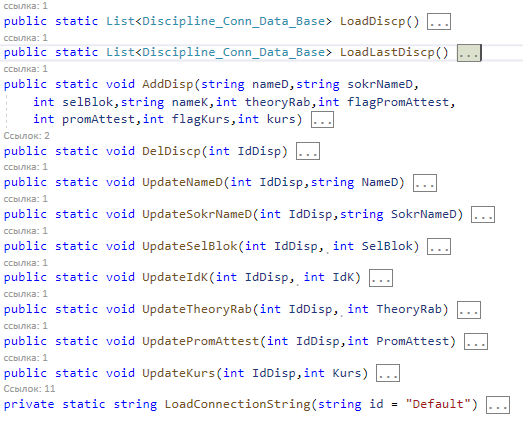 ссылка: 1
public static List<Discipline_Conn_Data_Base> LoadDiscp() ...
ссылка: 1
public static List<Discipline_Conn_Data_Base> LoadLastDiscp() ...
ссылка: 1
public static void AddDisp(string nameD,string sokrNameD,
int selBlok,string nameK,int theoryRab,int flagPromAttest,
int promAttest,int flagKurs,int kurs) ...
Ссылок: 2
public static void DelDiscp(int IdDisp) ...
ссылка: 1
public static void UpdateNameD(int IdDisp,string NameD) ...
ссылка: 1
public static void UpdateSokrNameD(int IdDisp,string SokrNameD) ...
ссылка: 1
public static void UpdateSelBlok(int IdDisp, int SelBlok) ...
ссылка: 1
public static void UpdateIdK(int IdDisp, int IdK) ...
ссылка: 1
public static void UpdateTheoryRab(int IdDisp, int TheoryRab) ...
ссылка: 1
public static void UpdatePromAttest(int IdDisp,int PromAttest) ...
ссылка: 1
public static void UpdateKurs(int IdDisp,int Kurs) ...
Ссылок: 11
private static string LoadConnectionString(string id = "Default") ...